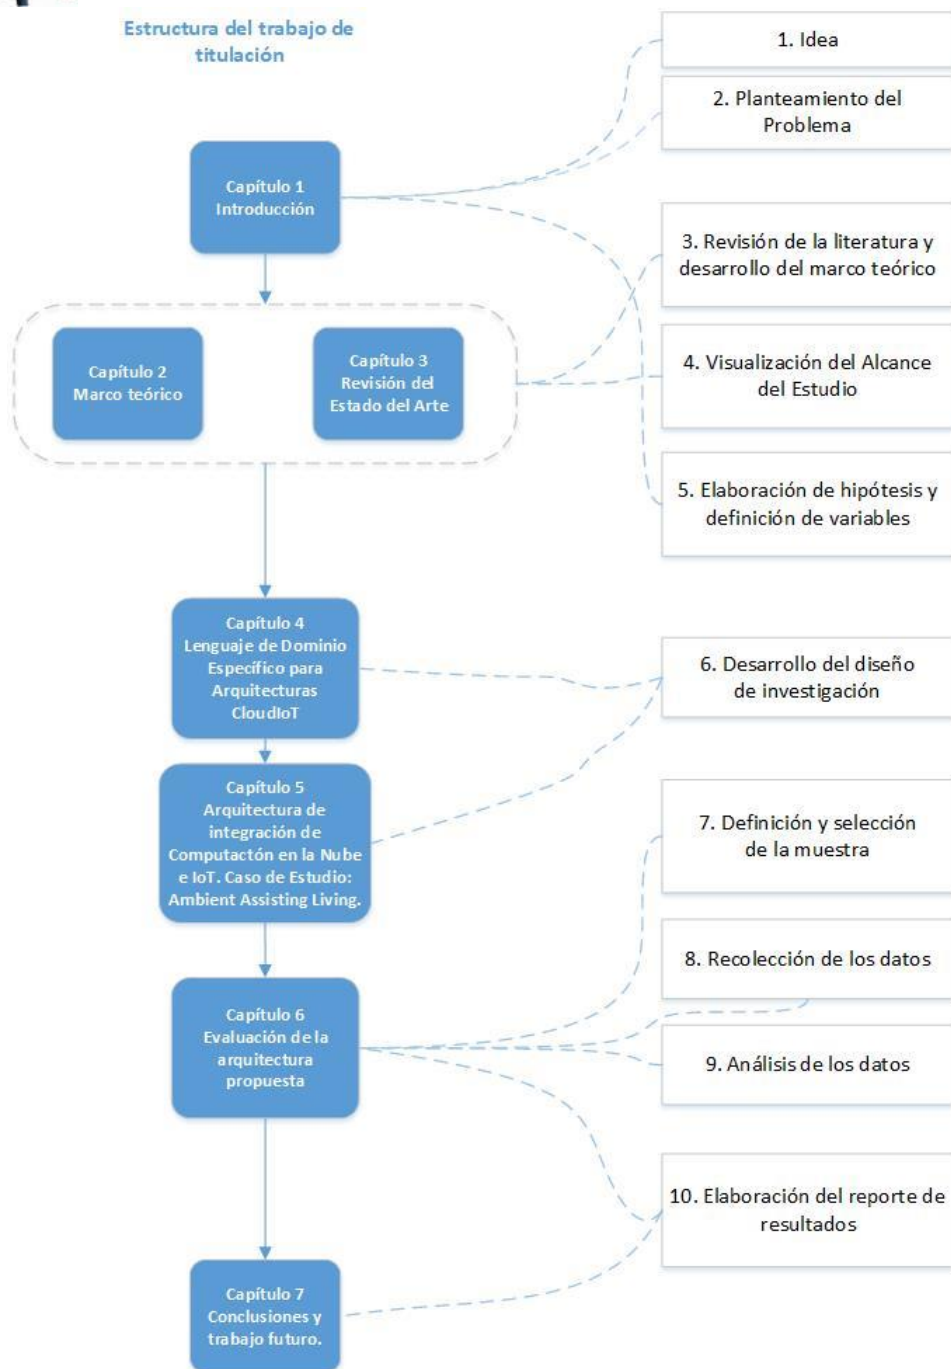 Estructura del trabajo de
titulación
1. Idea
2. Planteamiento del
Problema
Capítulo 1
Introducción
3. Revisión de la literatura y
desarrollo del marco teórico
Capítulo 2
Marco teórico
Capítulo 3
Revisión del
Estado del Arte
4. Visualización del Alcance
del Estudio
5. Elaboración de hipótesis y
definición de variables
Capítulo 4
Lenguaje de Dominio
Específico para
Arquitecturas
CloudIoT
6. Desarrollo del diseño
de investigación
Capítulo 5
Arquitectura de
integración de
Computactón en la Nube
e IoT. Caso de Estudio:
Ambient Assisting Living.
7. Definición y selección
de la muestra
8. Recolección de los datos
Capítulo 6
Evaluación de la
arquitectura
propuesta
9. Análisis de los datos
10. Elaboración del reporte de
resultados
Capítulo 7
Conclusiones y
trabajo futuro.